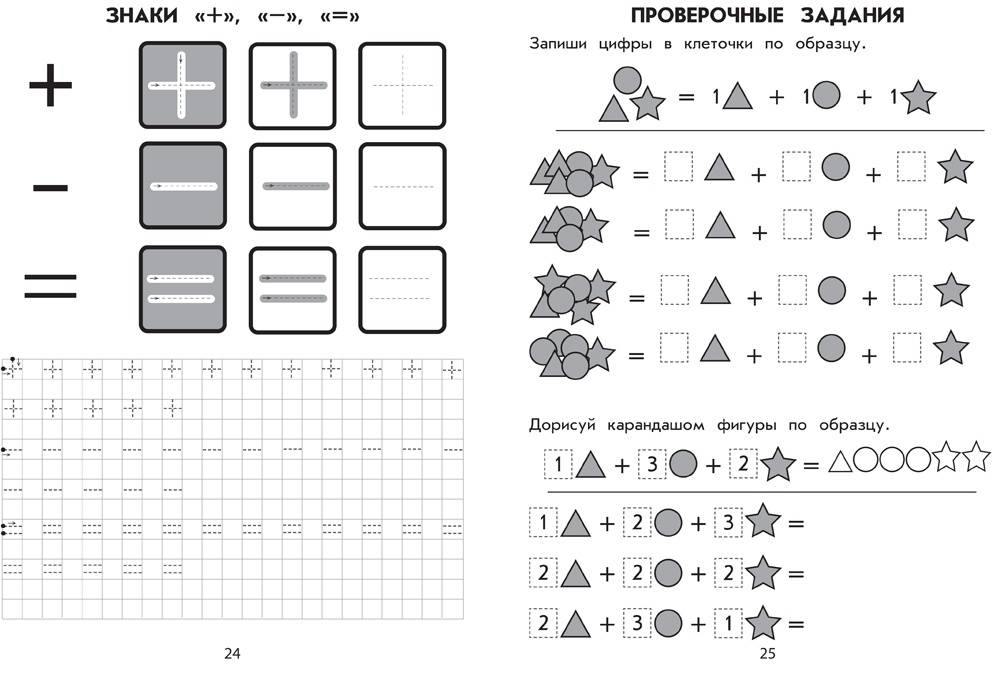 ЗНАКИ «+», «−», «=»
+
−
=
24
ПРОВЕРОЧНЫЕ ЗАДАНИЯ
Запиши цифры в клеточки по образцу.
= 1 + 1 + 1
= + +
= + +
= + +
= + +
Дорисуй карандашом фигуры по образцу.
1 + 3 + 2 =
1 + 2 + 3 =
2 + 2 + 2 =
2 + 3 + 1 =
25